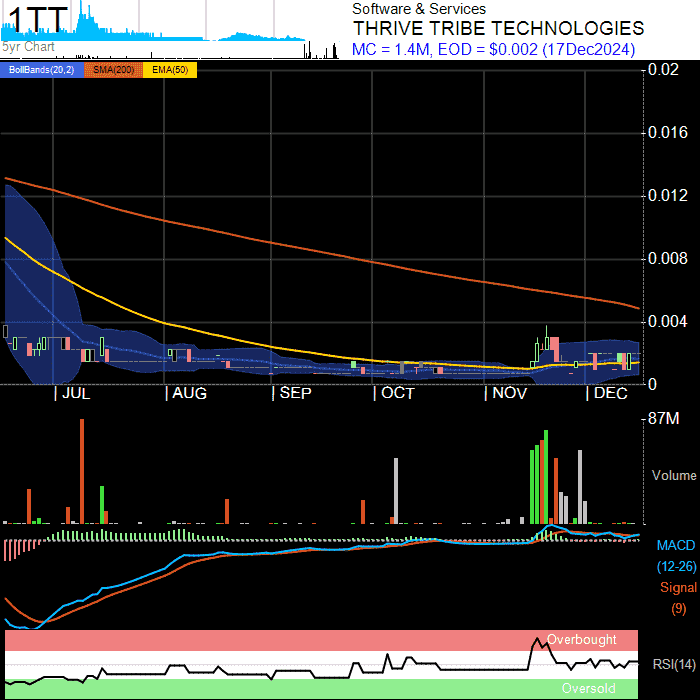 1TT
5yr Chart
Software & Services
THRIVE TRIBE TECHNOLOGIES
MC = 1.4M, EOD = $0.002 (17Dec2024)
BollBands(20,2) SMA(200) EMA(50)
0.02
0.016
0.012
0.008
0.004
0
JUL AUG SEP OCT NOV DEC
87M
Volume
MACD
(12-26)
Signal
(9)
Overbought
RSI(14)
Oversold